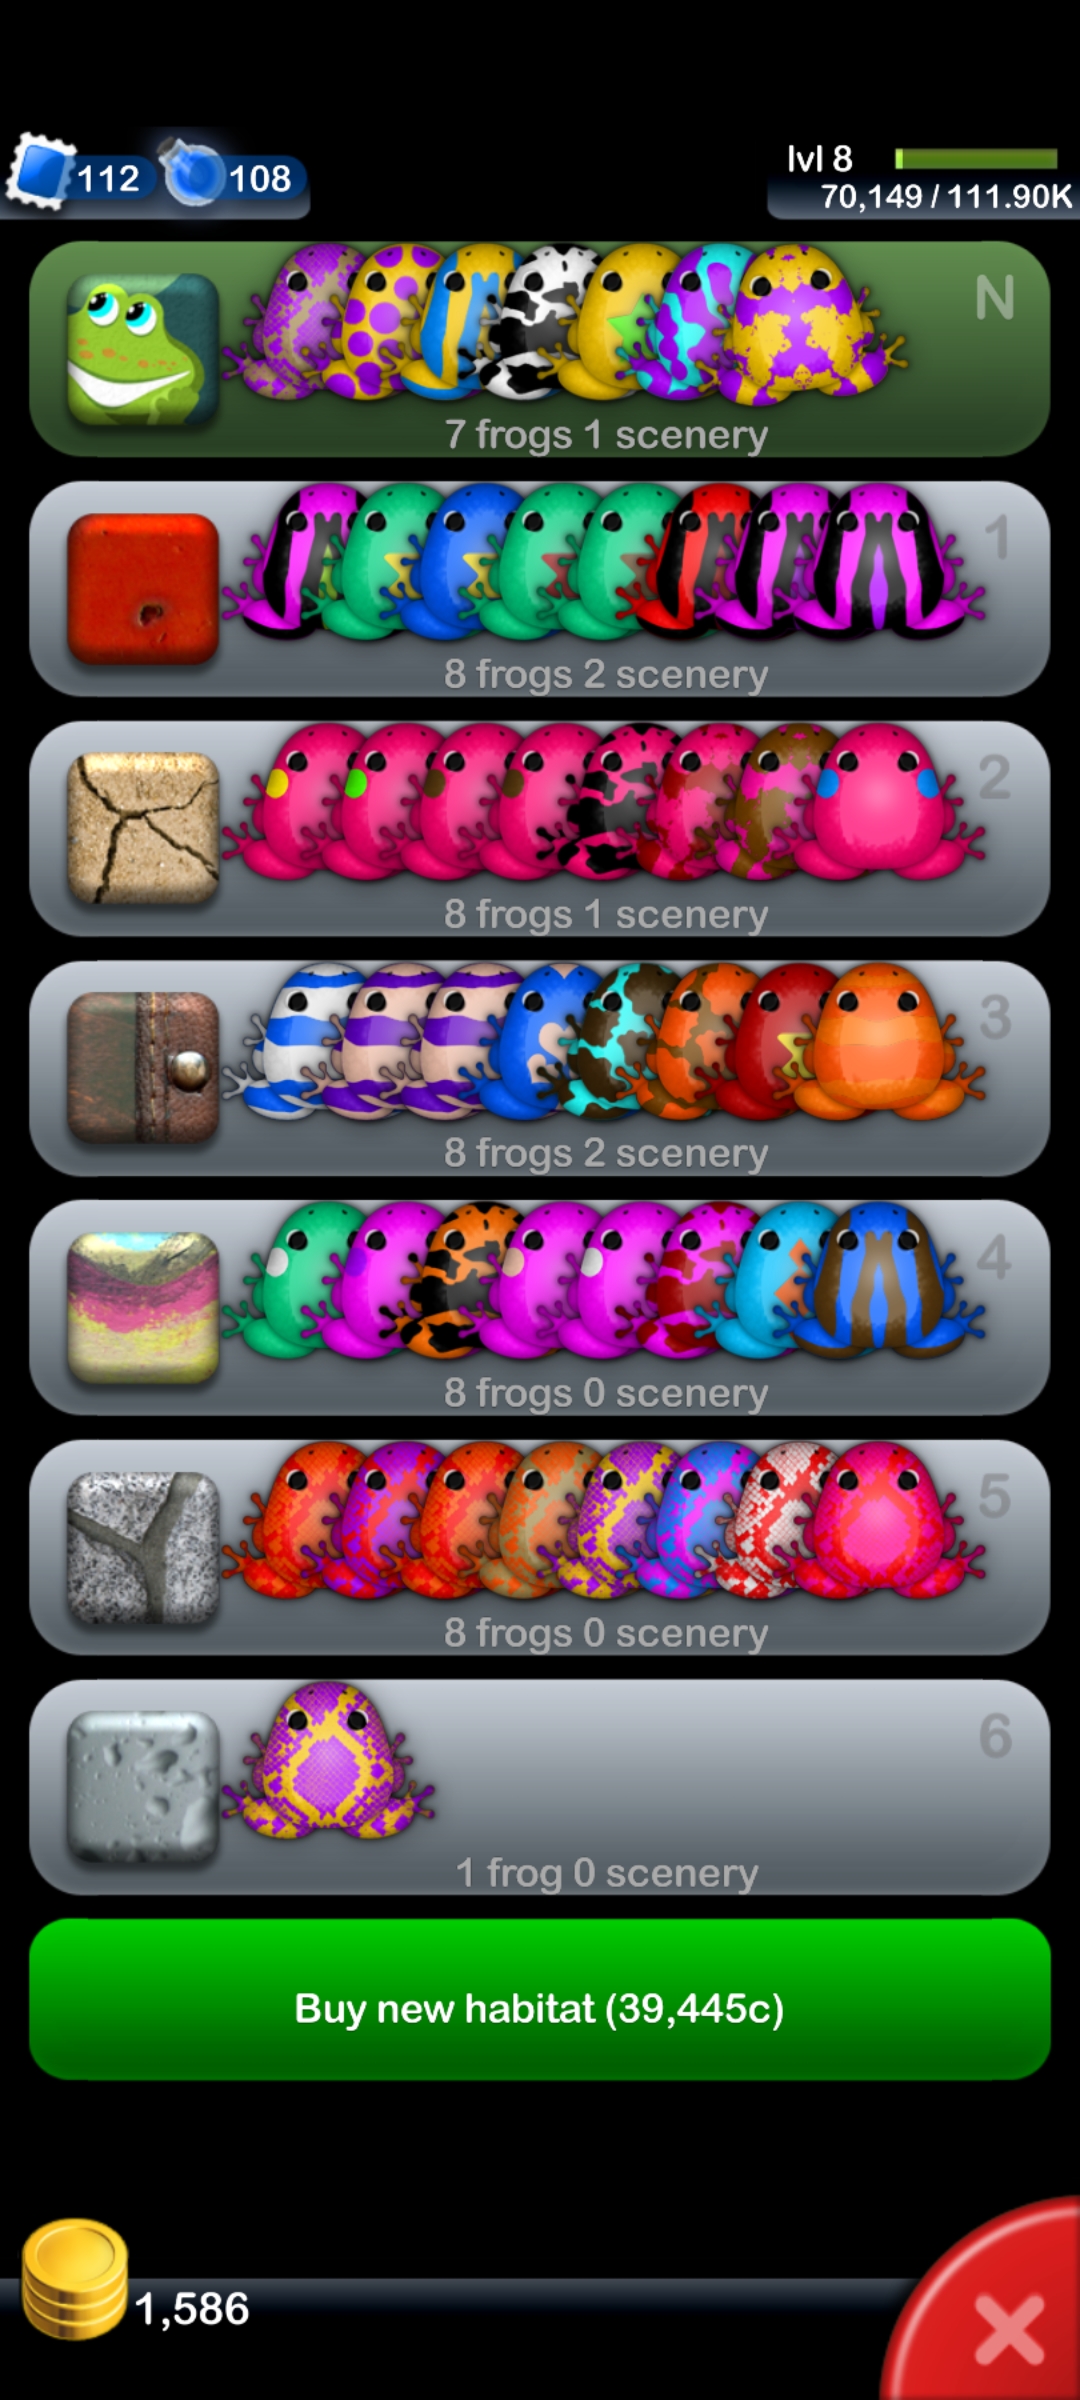 112 108
lvl 8
70,149 / 111.90K
N
7 frogs 1 scenery
1
8 frogs 2 scenery
2
8 frogs 1 scenery
3
8 frogs 2 scenery
4
8 frogs 0 scenery
5
8 frogs 0 scenery
6
1 frog 0 scenery
Buy new habitat (39,445c)
1,586